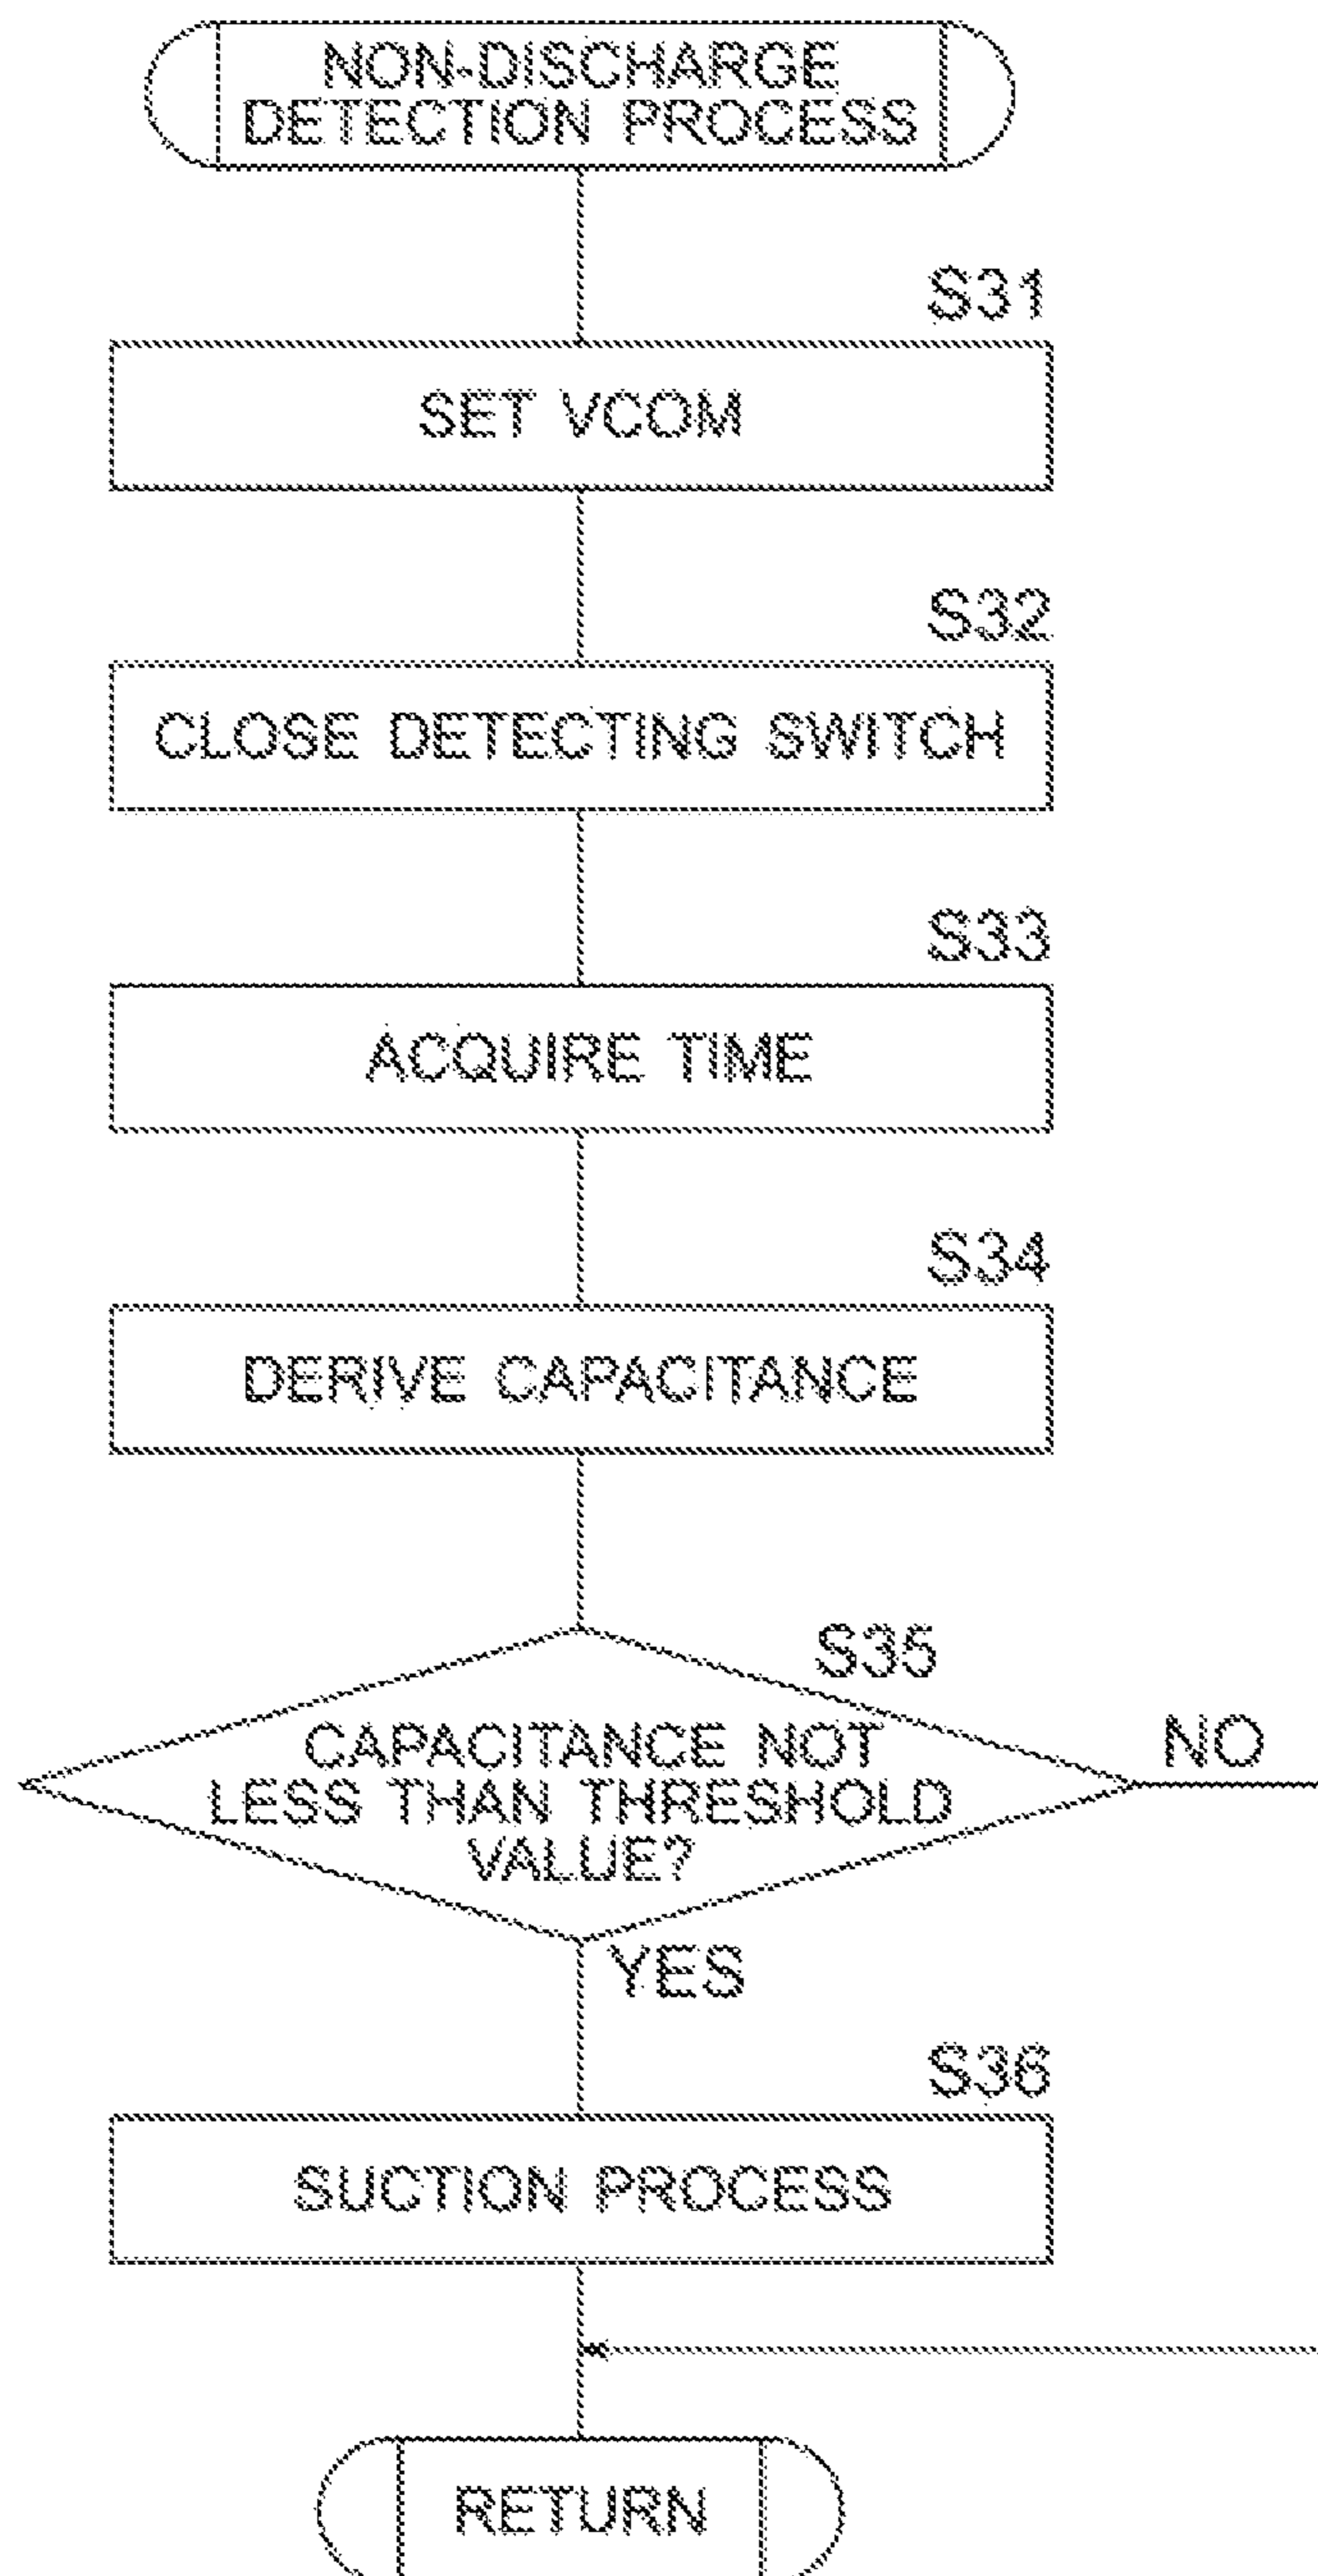 NON-DISCHARGE
DETECTION PROCESS
S31
SET VCOM
S32
CLOSE DETECTING SWITCH
S33
ACQUIRE TIME
S34
DERIVE CAPACITANCE
S35
CAPACITANCE NOT
LESS THAN THRESHOLD
VALUE?
NO
YES
S36
SUCTION PROCESS
RETURN